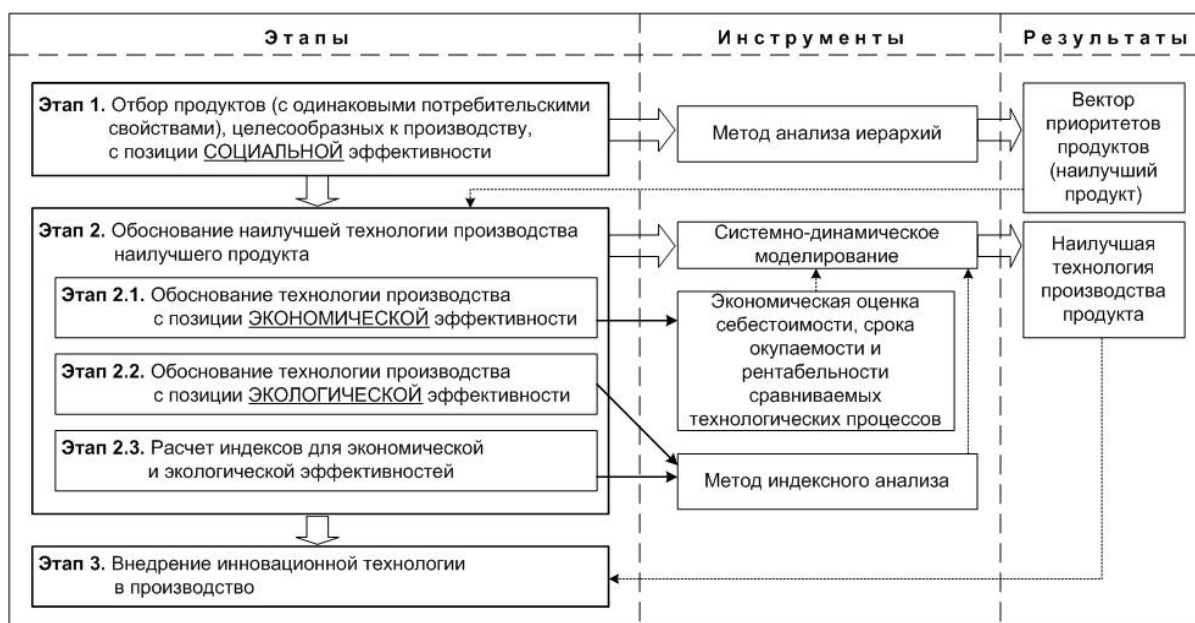 Этапы
Инструменты
Результаты
Этап 1. Отбор продуктов (с одинаковыми потребительскими
свойствами), целесообразных к производству,
с позиции СОЦИАЛЬНОЙ эффективности
Метод анализа иерархий
Вектор
приоритетов
продуктов
(наилучший
продукт)
Этап 2. Обоснование наилучшей технологии производства
наилучшего продукта
Системно-динамическое
моделирование
Наилучшая
технология
производства
продукта
Этап 2.1. Обоснование технологии производства
с позиции ЭКОНОМИЧЕСКОЙ эффективности
Экономическая оценка
себестоимости, срока
окупаемости и
рентабельности
сравниваемых
технологических процессов
Этап 2.2. Обоснование технологии производства
с позиции ЭКОЛОГИЧЕСКОЙ эффективности
Этап 2.3. Расчет индексов для экономической
и экологической эффективностей
Метод индексного анализа
Этап 3. Внедрение инновационной технологии
в производство